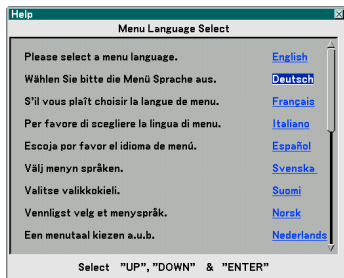 Help
Menu Language Select
Please select a menu language. English
Wählen Sie bitte die Menü Sprache aus. Deutsch
S'il vous plaît choisir la langue de menu. Français
Per favore di scegliere la lingua di menu. Italiano
Escoja por favor el idioma de menú. Español
Välj menyn språken. Svenska
Valitse valikkokieli. Suomi
Vennligst velg et menyspråk. Norsk
Een menutaal kiezen a.u.b. Nederlands
Select "UP", "DOWN" & "ENTER"